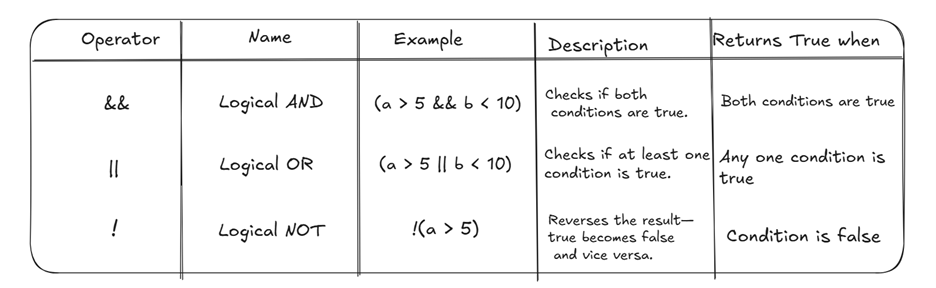 Operator Name Example Description Returns True when
&& Logical AND (a > 5 && b < 10) Checks if both
conditions are true. Both conditions are true
|| Logical OR (a > 5 || b < 10) Checks if at least one
condition is true. Any one condition is
true
! Logical NOT !(a > 5) Reverses the result—
true becomes false
and vice versa. Condition is false